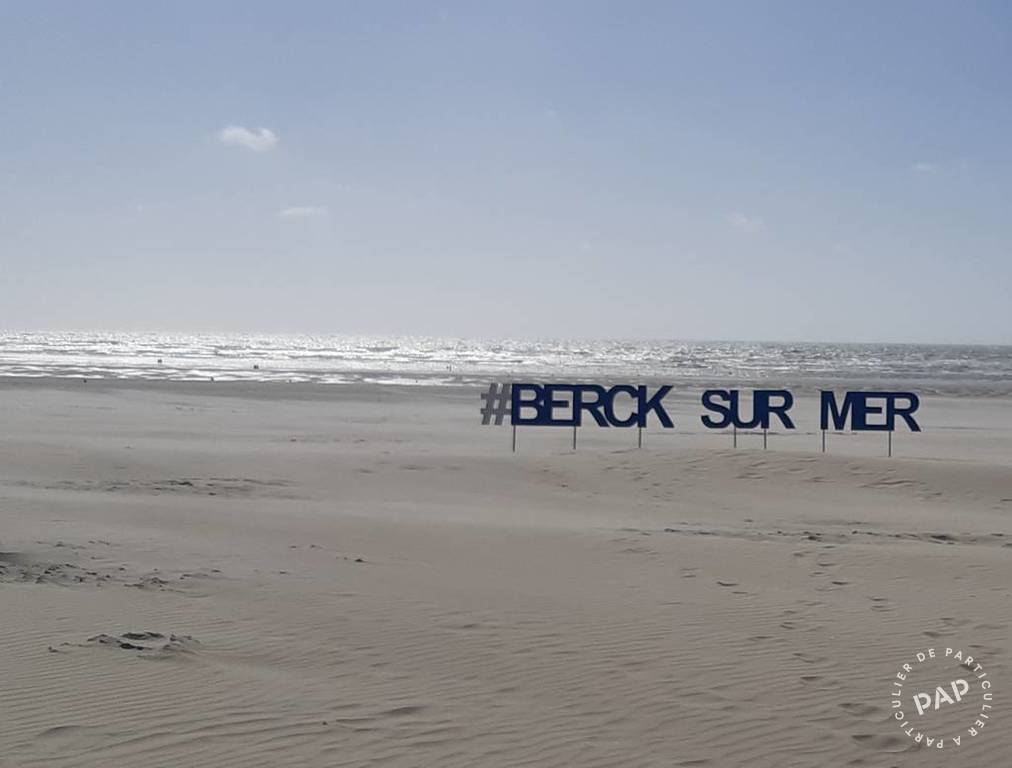 #BERCK SUR MER
DE PARTICULIER A PARTICULIER
PAP